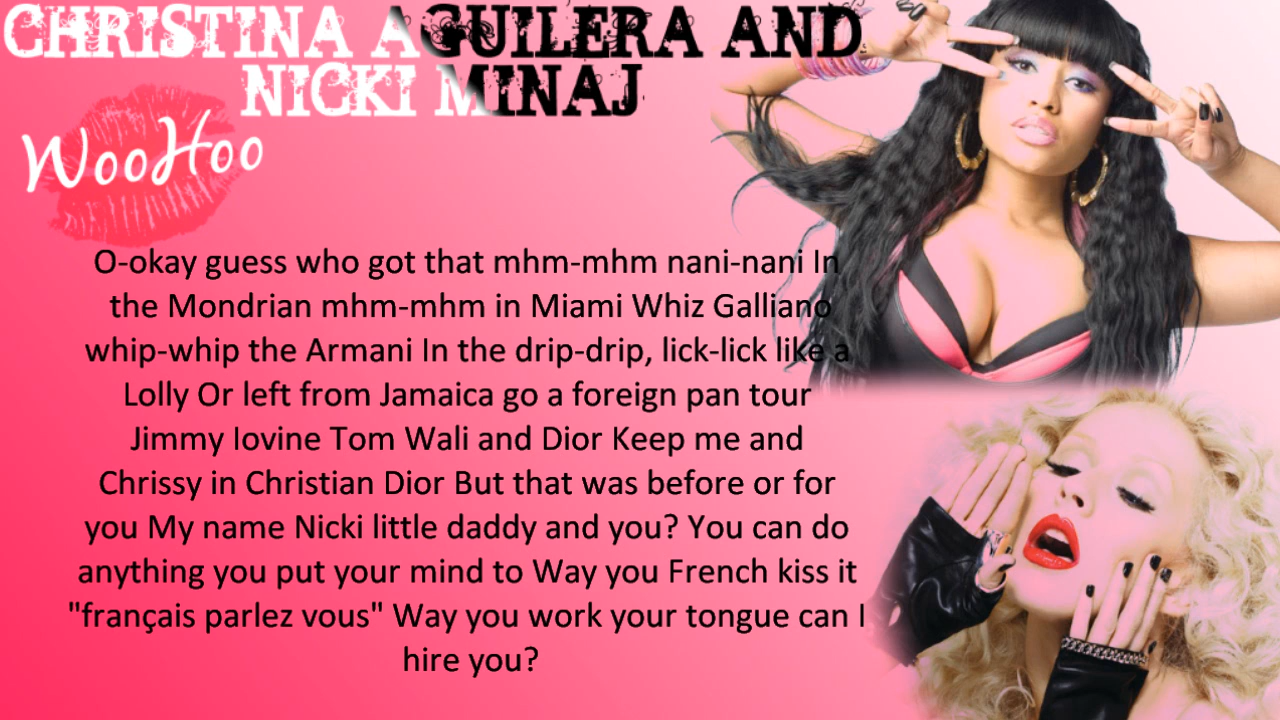 CHRISTINA AGUILERA AND
NICKI MINAJ
WooHoo
O-okay guess who got that mhm-mhm nani-nani In
the Mondrian mhm-mhm in Miami Whiz Galliano
whip-whip the Armani In the drip-drip, lick-lick like a
Lolly Or left from Jamaica go a foreign pan tour
Jimmy Iovine Tom Wali and Dior Keep me and
Chrissy in Christian Dior But that was before or for
you My name Nicki little daddy and you? You can do
anything you put your mind to Way you French kiss it
"français parlez vous" Way you work your tongue can I
hire you?